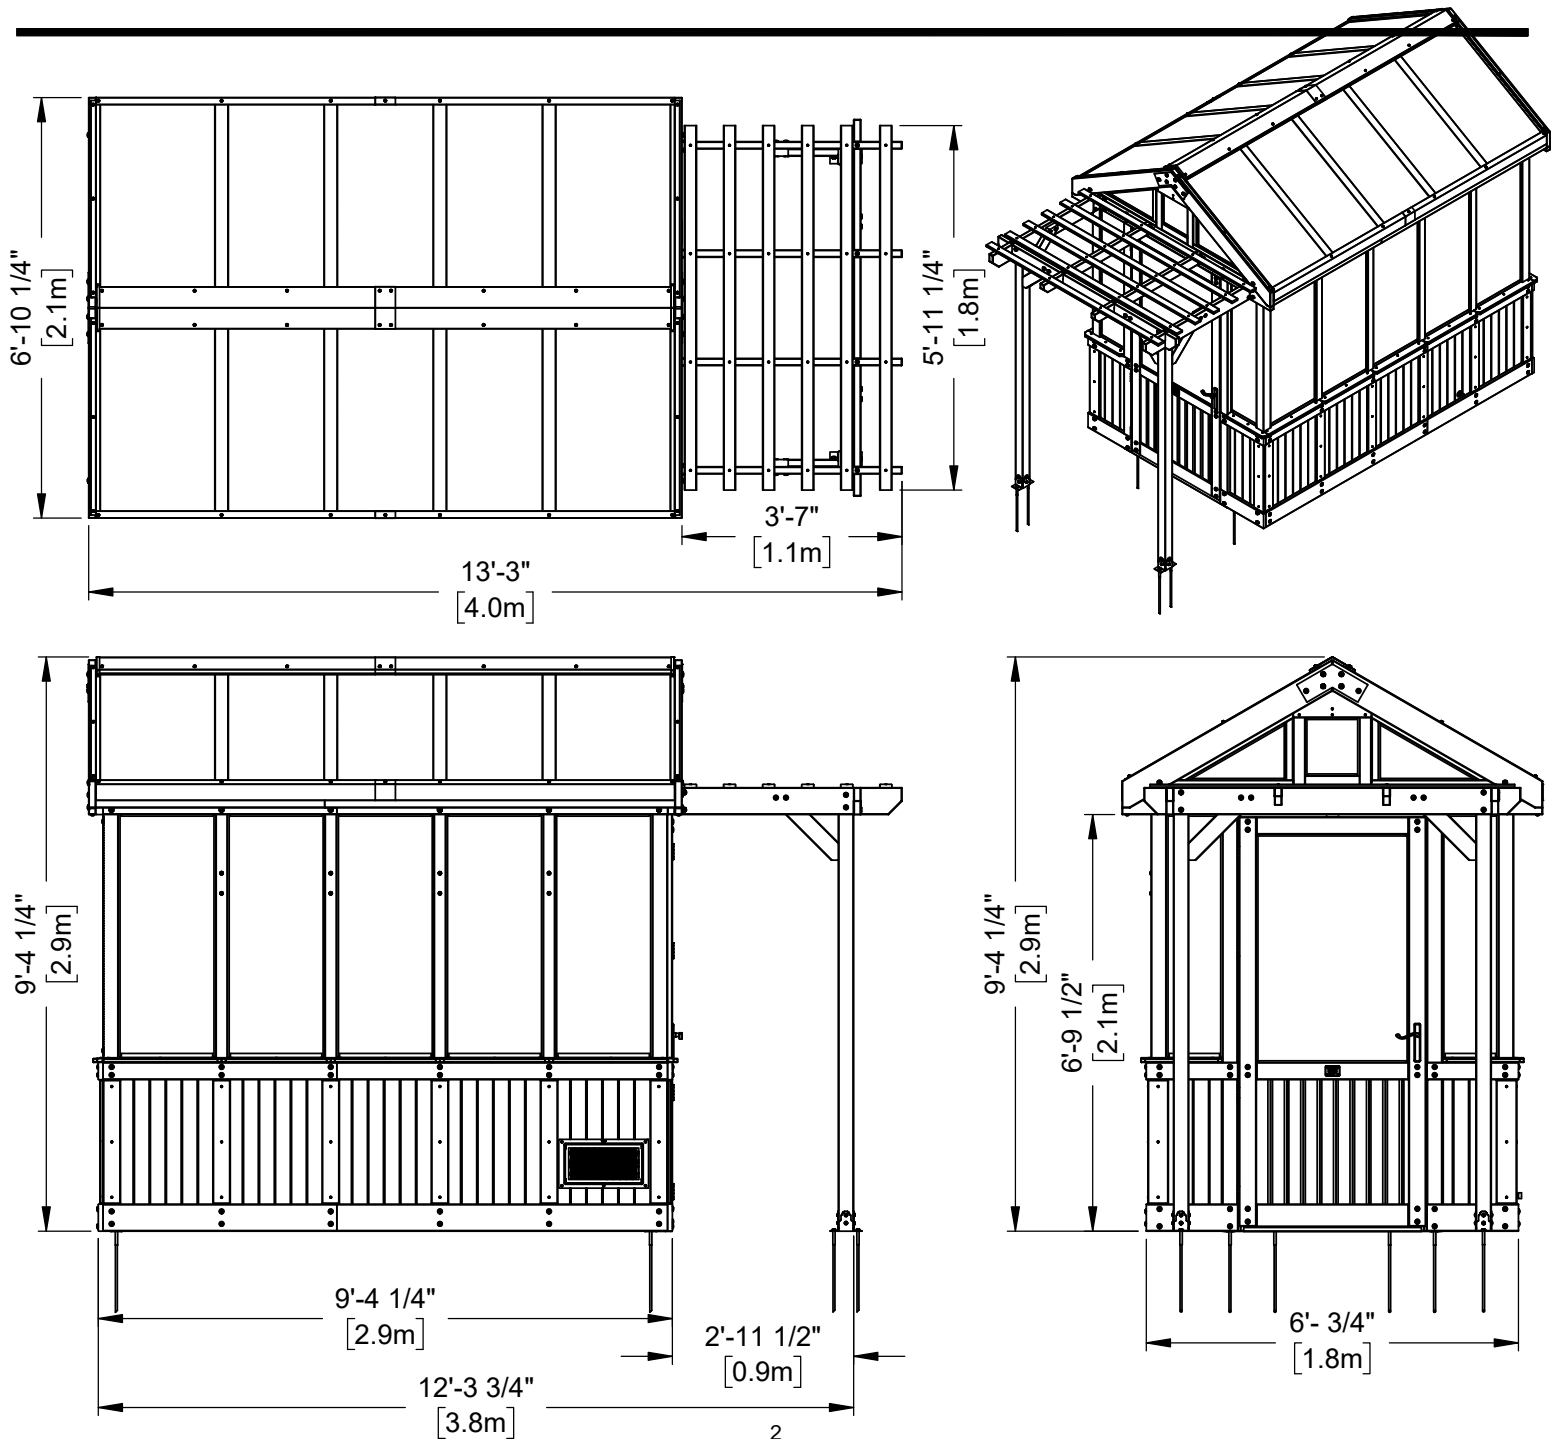 6'-10 1/4"
[2.1m]
5'-11 1/4"
[1.8m]
3'-7"
[1.1m]
13'-3"
[4.0m]
9'-4 1/4"
[2.9m]
9'-4 1/4"
[2.9m]
6'-9 1/2"
[2.1m]
9'-4 1/4"
[2.9m]
2'-11 1/2"
[0.9m]
12'-3 3/4"
[3.8m]
6'- 3/4"
[1.8m]
2